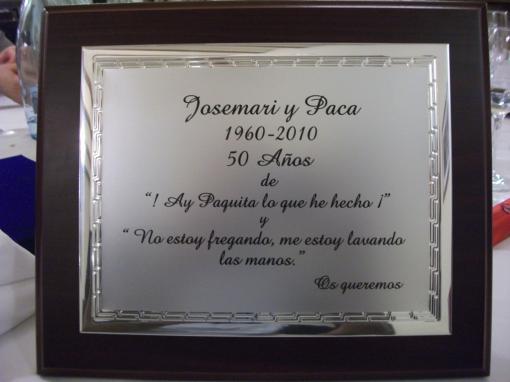 Josemari y Paca
1960-2010
50 Años
de
“! Ay Paquita lo que he hecho ¡”
y
“ No estoy fregando, me estoy lavando
las manos.”
Os queremos